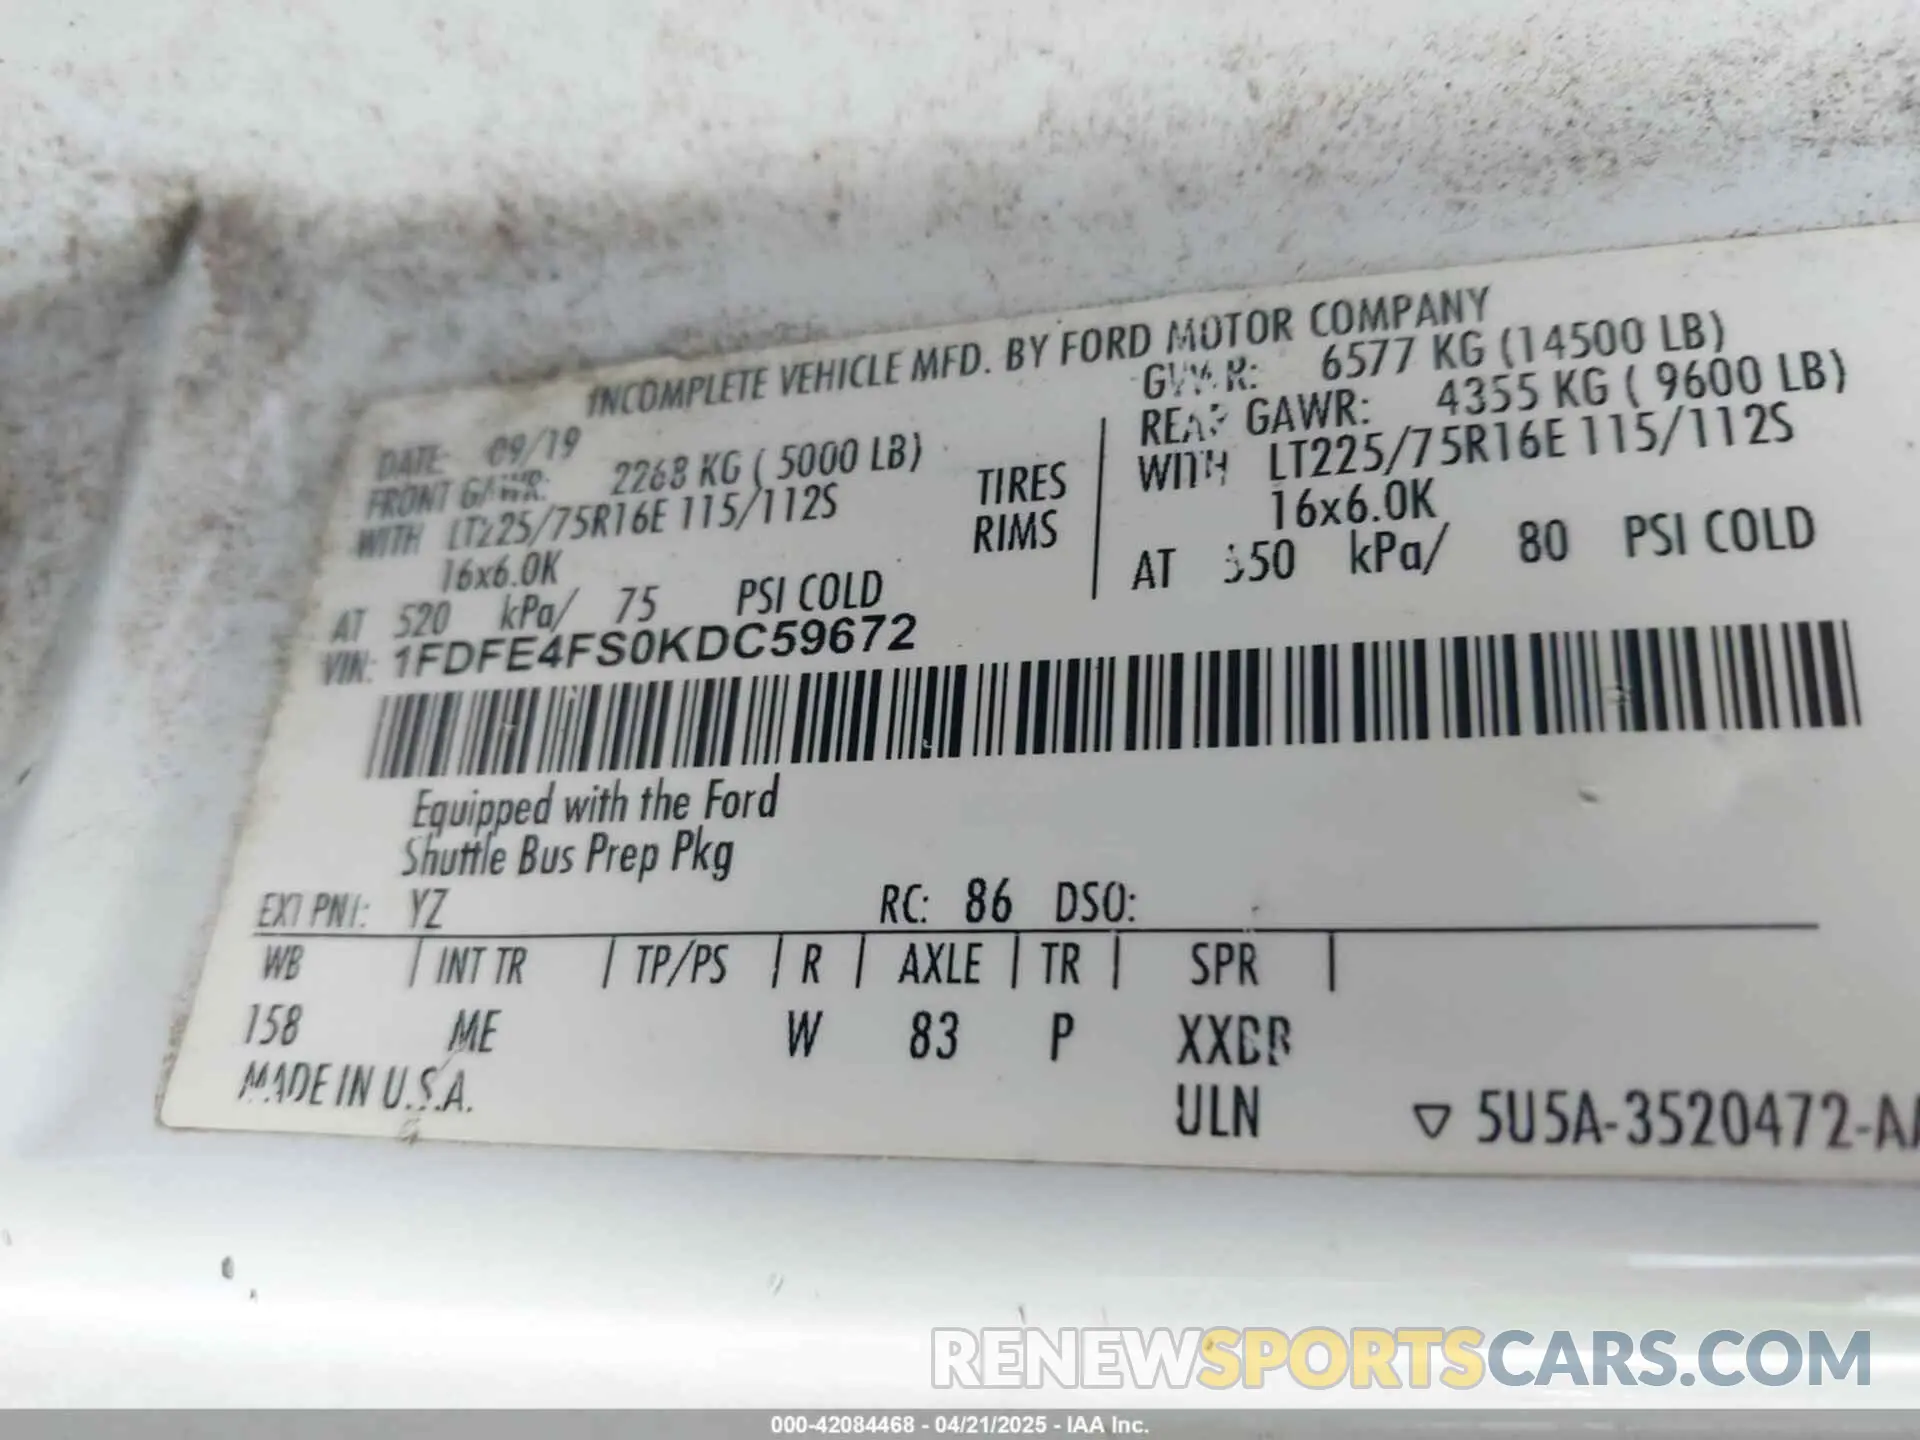 INCOMPLETE VEHICLE MFD. BY FORD MOTOR COMPANY
DATE: 09/19
GVWR: 6577 KG (14500 LB)
FRONT GAWR: 2268 KG ( 5000 LB)
REAR GAWR: 4355 KG ( 9600 LB)
WITH LT225/75R16E 115/112S
TIRES
WITH LT225/75R16E 115/112S
16x6.0K
RIMS
16x6.0K
AT 520 kPa/ 75 PSI COLD
AT 550 kPa/ 80 PSI COLD
VIN: 1FDFE4FS0KDC59672
Equipped with the Ford
Shuttle Bus Prep Pkg
EXT PNT: YZ RC: 86 DSO:
WB | INT TR | TP/PS | R | AXLE | TR | SPR |
158 ME W 83 P
MADE IN U.S.A.
ULN
5U5A-3520472-AA
RENEWSPORTSCARS.COM
000-42084468 - 04/21/2025 - IAA Inc.